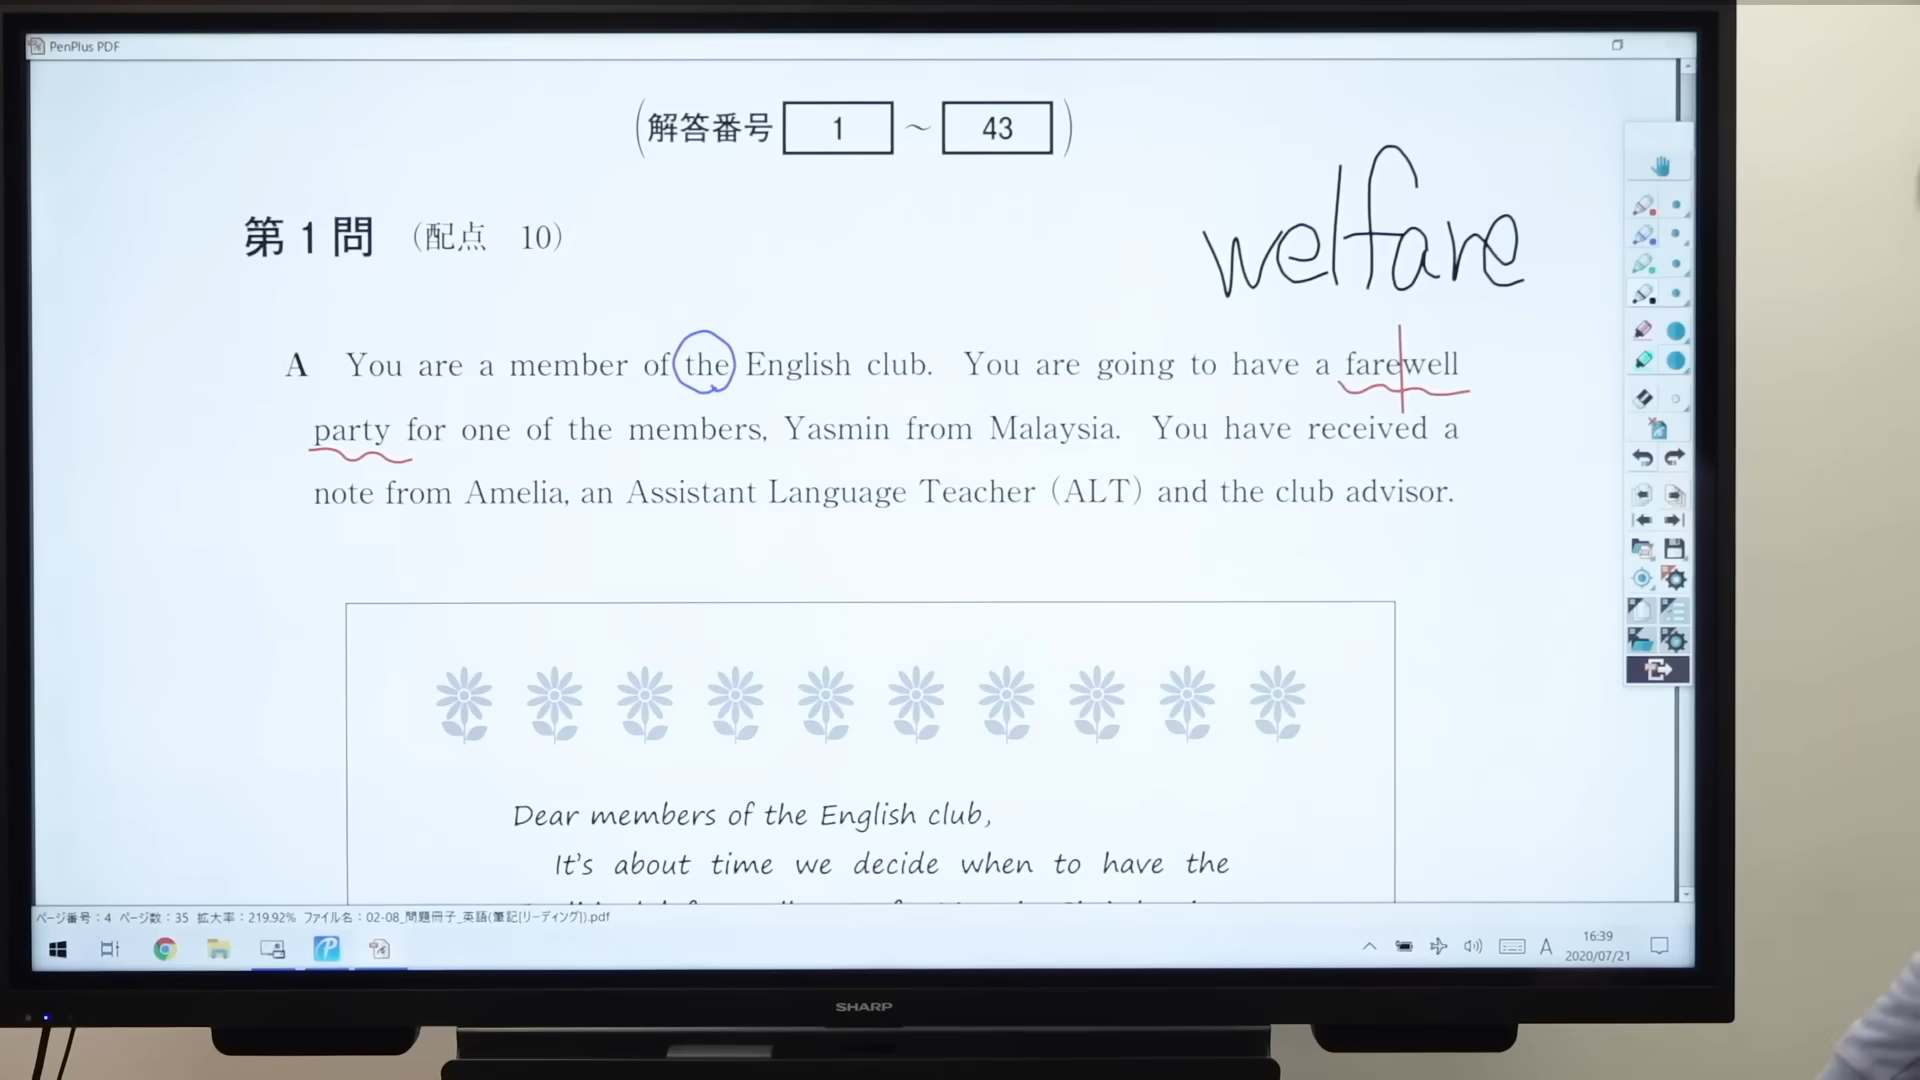 PenPlus PDF
(解答番号 1 ～ 43)
第1問 (配点 10)
welfare
A You are a member of the English club. You are going to have a farewell
party for one of the members, Yasmin from Malaysia. You have received a
note from Amelia, an Assistant Language Teacher (ALT) and the club advisor.
Dear members of the English club,
It's about time we decide when to have the
ページ番号:4 ページ数:35 拡大率:219.92% ファイル名:02-08_問題冊子_英語(筆記[リーディング]).pdf
A
16:39
2020/07/21
SHARP